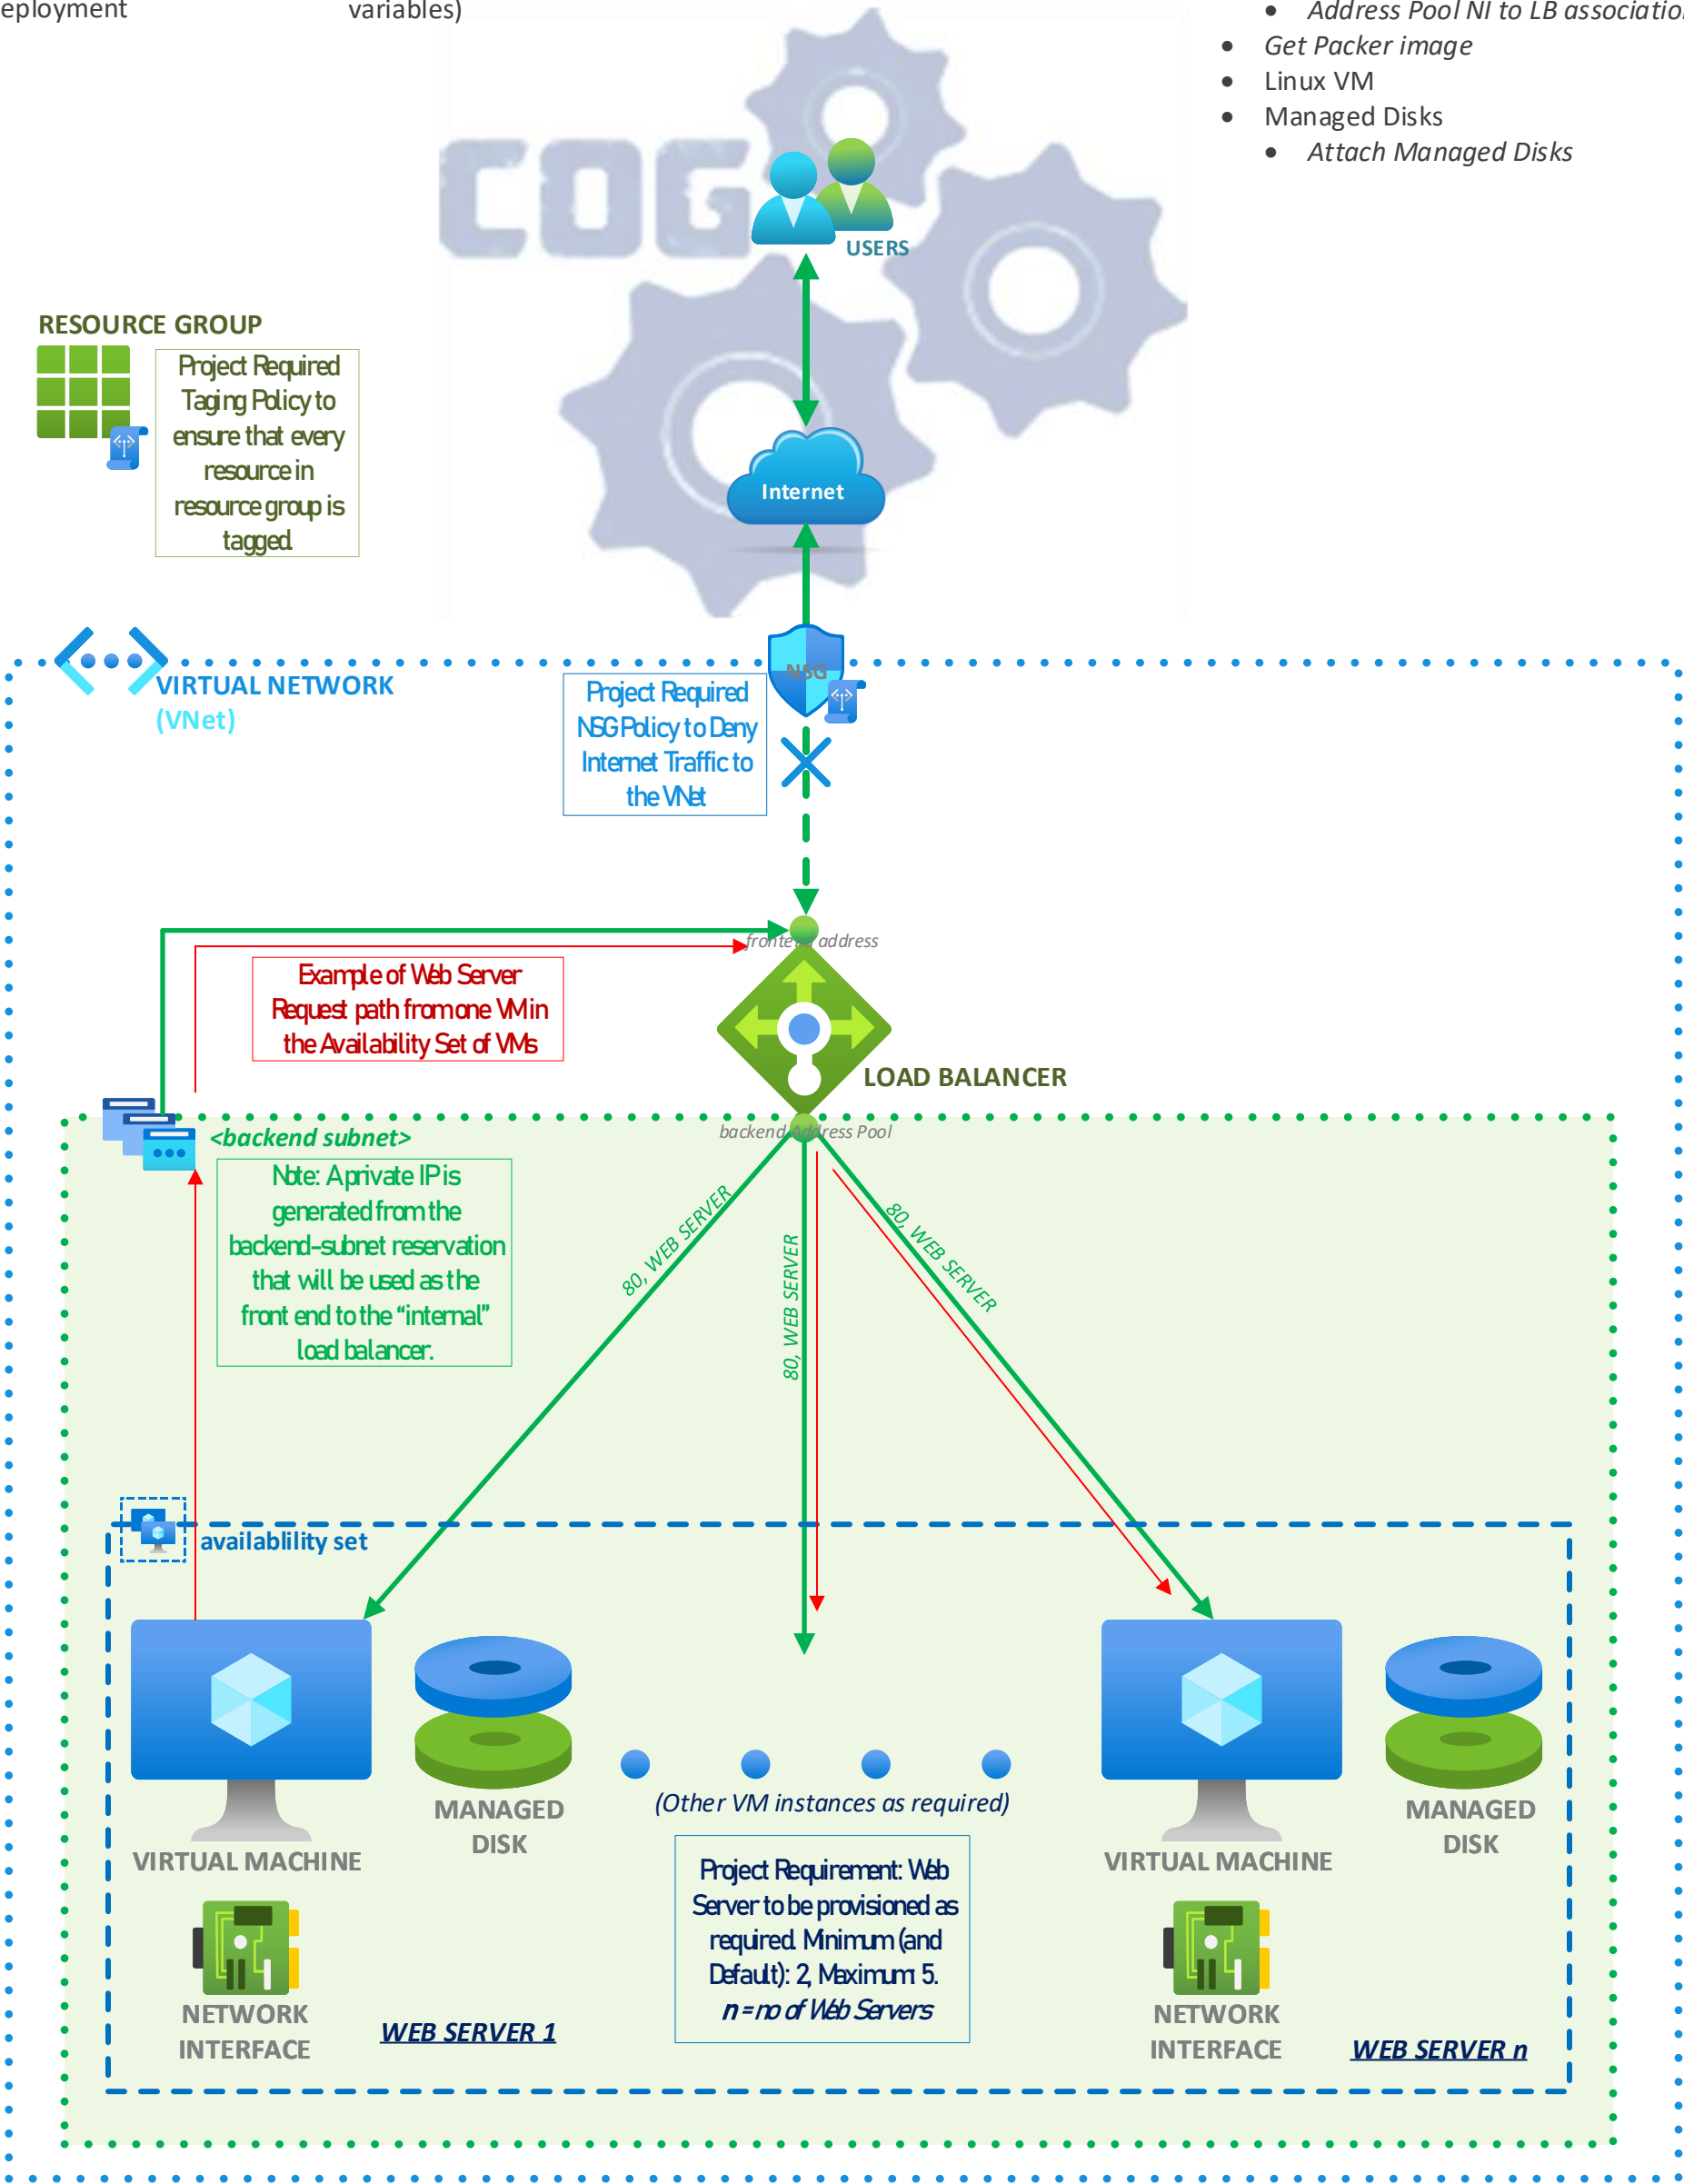 eployment
variables)
Address Pool NI to LB association
Get Packer image
Linux VM
Managed Disks
Attach Managed Disks
COG
USERS
RESOURCE GROUP
Project Required
Taging Policy to
ensure that every
resource in
resource group is
tagged.
Internet
NSG
VIRTUAL NETWORK
(VNet)
Project Required
NSG Policy to Deny
Internet Traffic to
the VNet
frontend address
Example of Web Server
Request path from one VM in
the Availability Set of VMs
LOAD BALANCER
backend Address Pool
<backend subnet>
Note: A private IP is
generated from the
backend-subnet reservation
that will be used as the
front end to the “internal”
load balancer.
80, WEB SERVER
80, WEB SERVER
80, WEB SERVER
availablility set
MANAGED
DISK
VIRTUAL MACHINE
(Other VM instances as required)
MANAGED
DISK
VIRTUAL MACHINE
Project Requirement: Web
Server to be provisioned as
required. Minimum (and
Default): 2, Maximum: 5.
n = no of Web Servers
NETWORK
INTERFACE
WEB SERVER 1
NETWORK
INTERFACE
WEB SERVER n